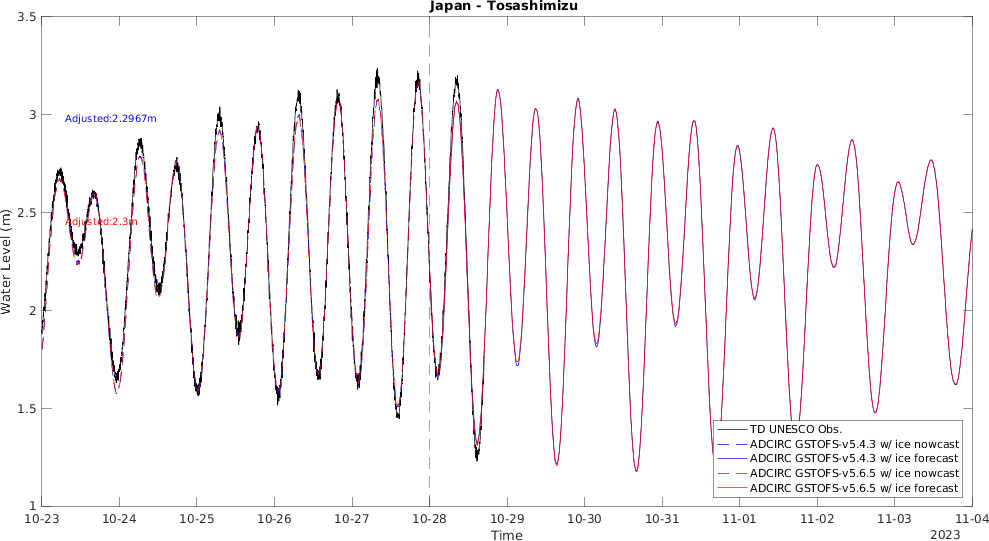 Japan - Tosashimizu
3.5
3
2.5
2
1.5
1
Water Level (m)
Adjusted:2.2967m
Adjusted:2.3m
TD UNESCO Obs.
ADCIRC GSTOFS-v5.4.3 w/ ice nowcast
ADCIRC GSTOFS-v5.4.3 w/ ice forecast
ADCIRC GSTOFS-v5.6.5 w/ ice nowcast
ADCIRC GSTOFS-v5.6.5 w/ ice forecast
10-23 10-24 10-25 10-26 10-27 10-28 10-29 10-30 10-31 11-01 11-02 11-03 11-04
Time
2023